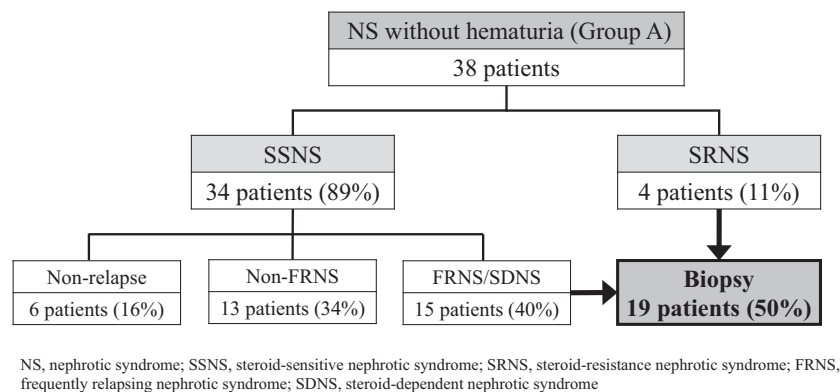 NS without hematuria (Group A)
38 patients
SSNS
34 patients (89%)
SRNS
4 patients (11%)
Non-relapse
6 patients (16%)
Non-FRNS
13 patients (34%)
FRNS/SDNS
15 patients (40%)
Biopsy
19 patients (50%)
NS, nephrotic syndrome; SSNS, steroid-sensitive nephrotic syndrome; SRNS, steroid-resistance nephrotic syndrome; FRNS,
frequently relapsing nephrotic syndrome; SDNS, steroid-dependent nephrotic syndrome